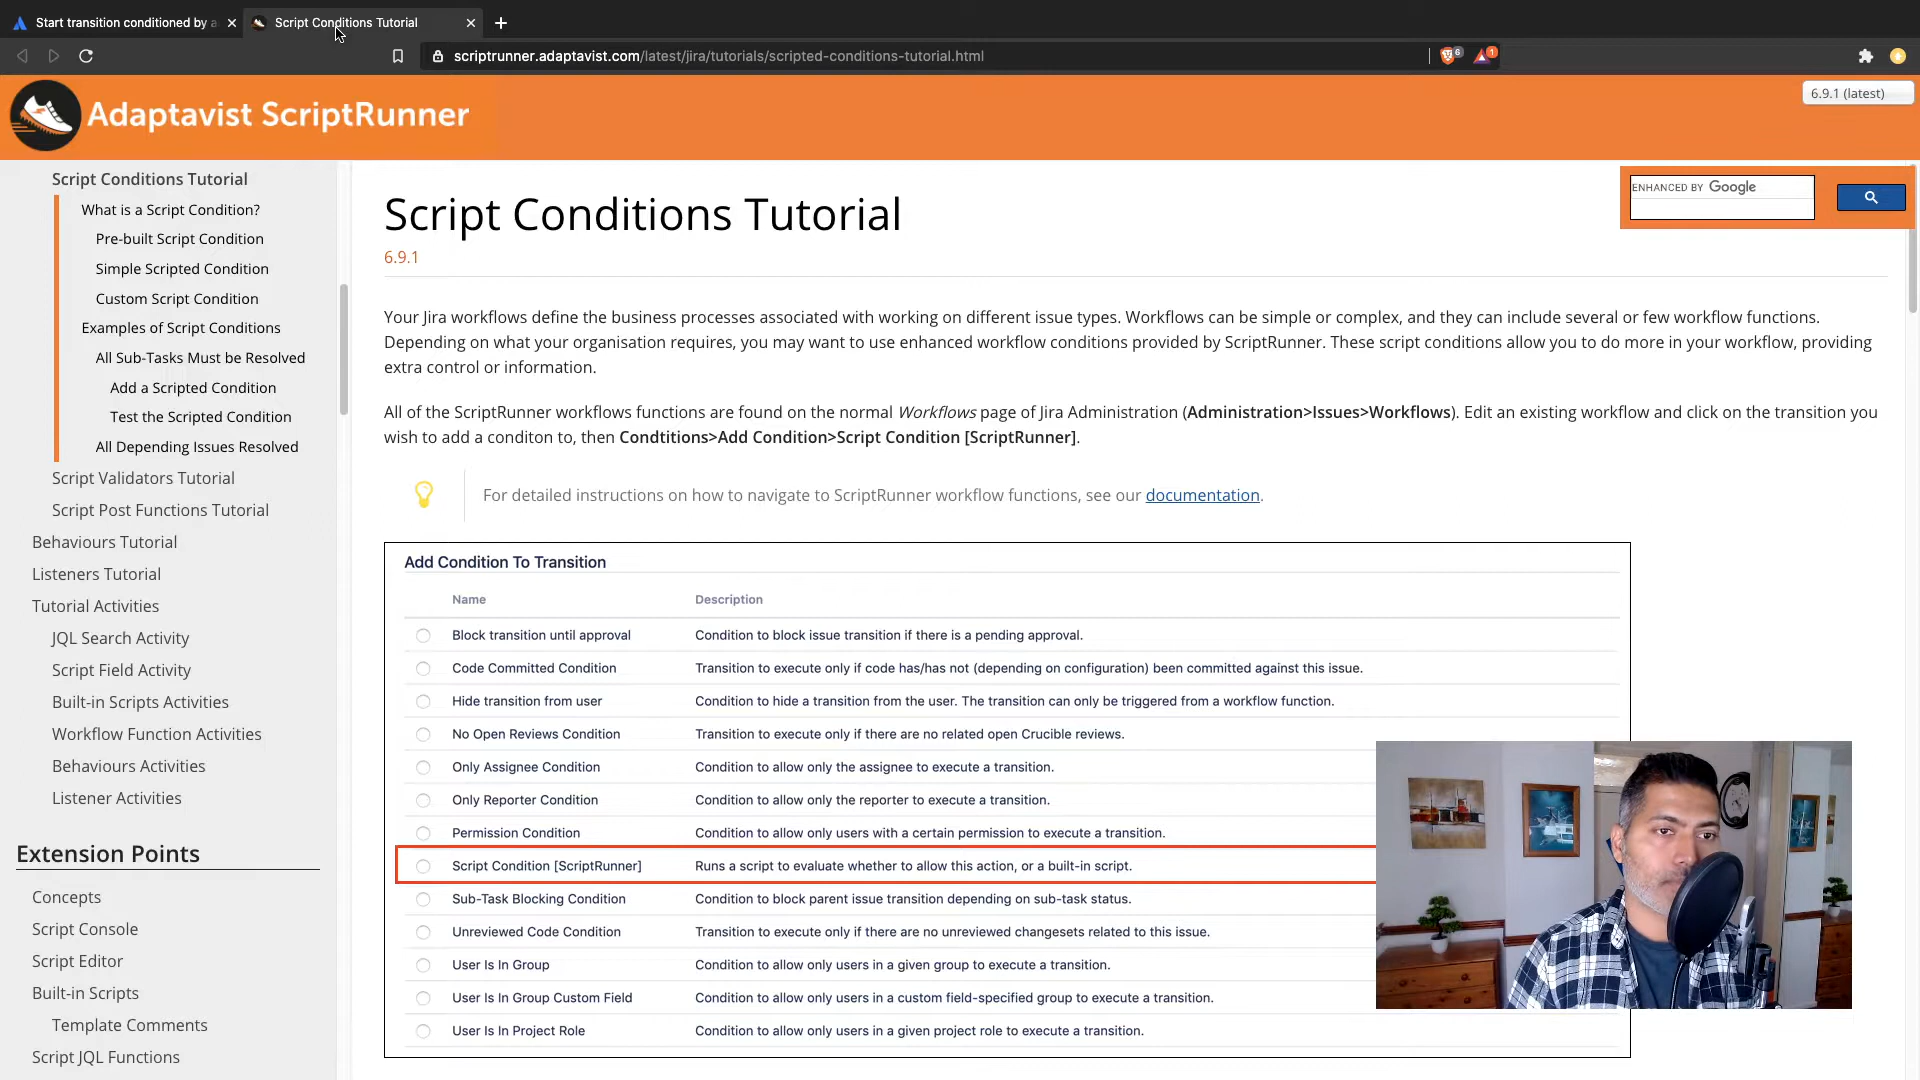 Start transition conditioned by a
Script Conditions Tutorial
scriptrunner.adaptavist.com/latest/jira/tutorials/scripted-conditions-tutorial.html
6
1
Adaptavist ScriptRunner
6.9.1 (latest)
Script Conditions Tutorial
What is a Script Condition?
Pre-built Script Condition
Simple Scripted Condition
Custom Script Condition
Examples of Script Conditions
All Sub-Tasks Must be Resolved
Add a Scripted Condition
Test the Scripted Condition
All Depending Issues Resolved
Script Validators Tutorial
Script Post Functions Tutorial
Behaviours Tutorial
Listeners Tutorial
Tutorial Activities
JQL Search Activity
Script Field Activity
Built-in Scripts Activities
Workflow Function Activities
Behaviours Activities
Listener Activities
Extension Points
Concepts
Script Console
Script Editor
Built-in Scripts
Template Comments
Script JQL Functions
ENHANCED BY Google
Script Conditions Tutorial
6.9.1
Your Jira workflows define the business processes associated with working on different issue types. Workflows can be simple or complex, and they can include several or few workflow functions.
Depending on what your organisation requires, you may want to use enhanced workflow conditions provided by ScriptRunner. These script conditions allow you to do more in your workflow, providing
extra control or information.
All of the ScriptRunner workflows functions are found on the normal Workflows page of Jira Administration (Administration>Issues>Workflows). Edit an existing workflow and click on the transition you
wish to add a conditon to, then Condtitions>Add Condition>Script Condition [ScriptRunner].
For detailed instructions on how to navigate to ScriptRunner workflow functions, see our documentation.
Add Condition To Transition
Name Description
Block transition until approval Condition to block issue transition if there is a pending approval.
Code Committed Condition Transition to execute only if code has/has not (depending on configuration) been committed against this issue.
Hide transition from user Condition to hide a transition from the user. The transition can only be triggered from a workflow function.
No Open Reviews Condition Transition to execute only if there are no related open Crucible reviews.
Only Assignee Condition Condition to allow only the assignee to execute a transition.
Only Reporter Condition Condition to allow only the reporter to execute a transition.
Permission Condition Condition to allow only users with a certain permission to execute a transition.
Script Condition [ScriptRunner] Runs a script to evaluate whether to allow this action, or a built-in script.
Sub-Task Blocking Condition Condition to block parent issue transition depending on sub-task status.
Unreviewed Code Condition Transition to execute only if there are no unreviewed changesets related to this issue.
User Is In Group Condition to allow only users in a given group to execute a transition.
User Is In Group Custom Field Condition to allow only users in a custom field-specified group to execute a transition.
User Is In Project Role Condition to allow only users in a given project role to execute a transition.